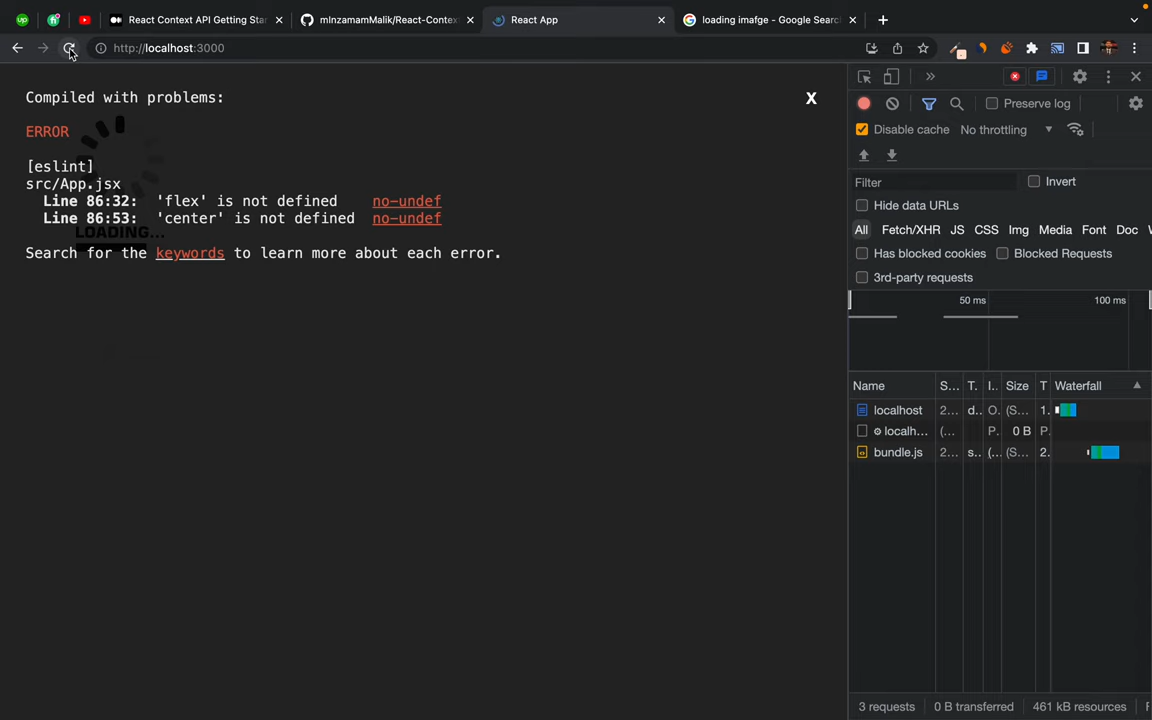 React Context API Getting Star
mInzamamMalik/React-Context
React App
loading imafge - Google Search
http://localhost:3000
Compiled with problems:
X
ERROR
[eslint]
src/App.jsx
Line 86:32: 'flex' is not defined no-undef
Line 86:53: 'center' is not defined no-undef
LOADING...
Search for the keywords to learn more about each error.
Preserve log
Disable cache No throttling
Filter
Invert
Hide data URLs
All Fetch/XHR JS CSS Img Media Font Doc
Has blocked cookies Blocked Requests
3rd-party requests
50 ms 100 ms
Name S... T. I.. Size T Waterfall
localhost 2... d.. O. (S... 1.
localh... (... P. 0 B P.
bundle.js 2... s.. (.. (S... 2.
3 requests 0 B transferred 461 kB resources